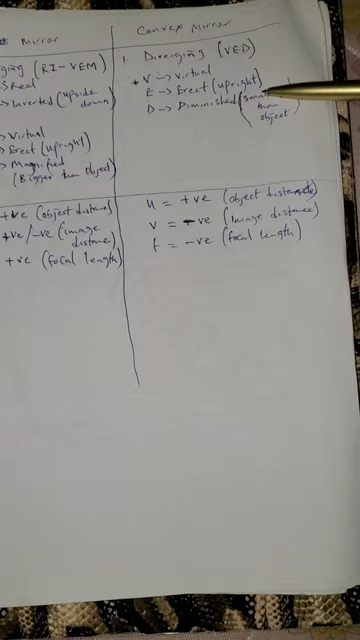 Mirror
ging (RI-VEM)
→ Real
→ Inverted (upside
down)
→ Virtual
→ Erect (upright)
→ Magnified
(Bigger than Object)
+ve (object distance)
+ve/-ve (image
distance)
+ve (focal length)
Convex Mirror
1. Diverging (VED)
V → Virtual
E → Erect (upright)
D → Diminished (smaller
than
object)
u = +ve (object distance)
v = -ve (image distance)
f = -ve (focal length)